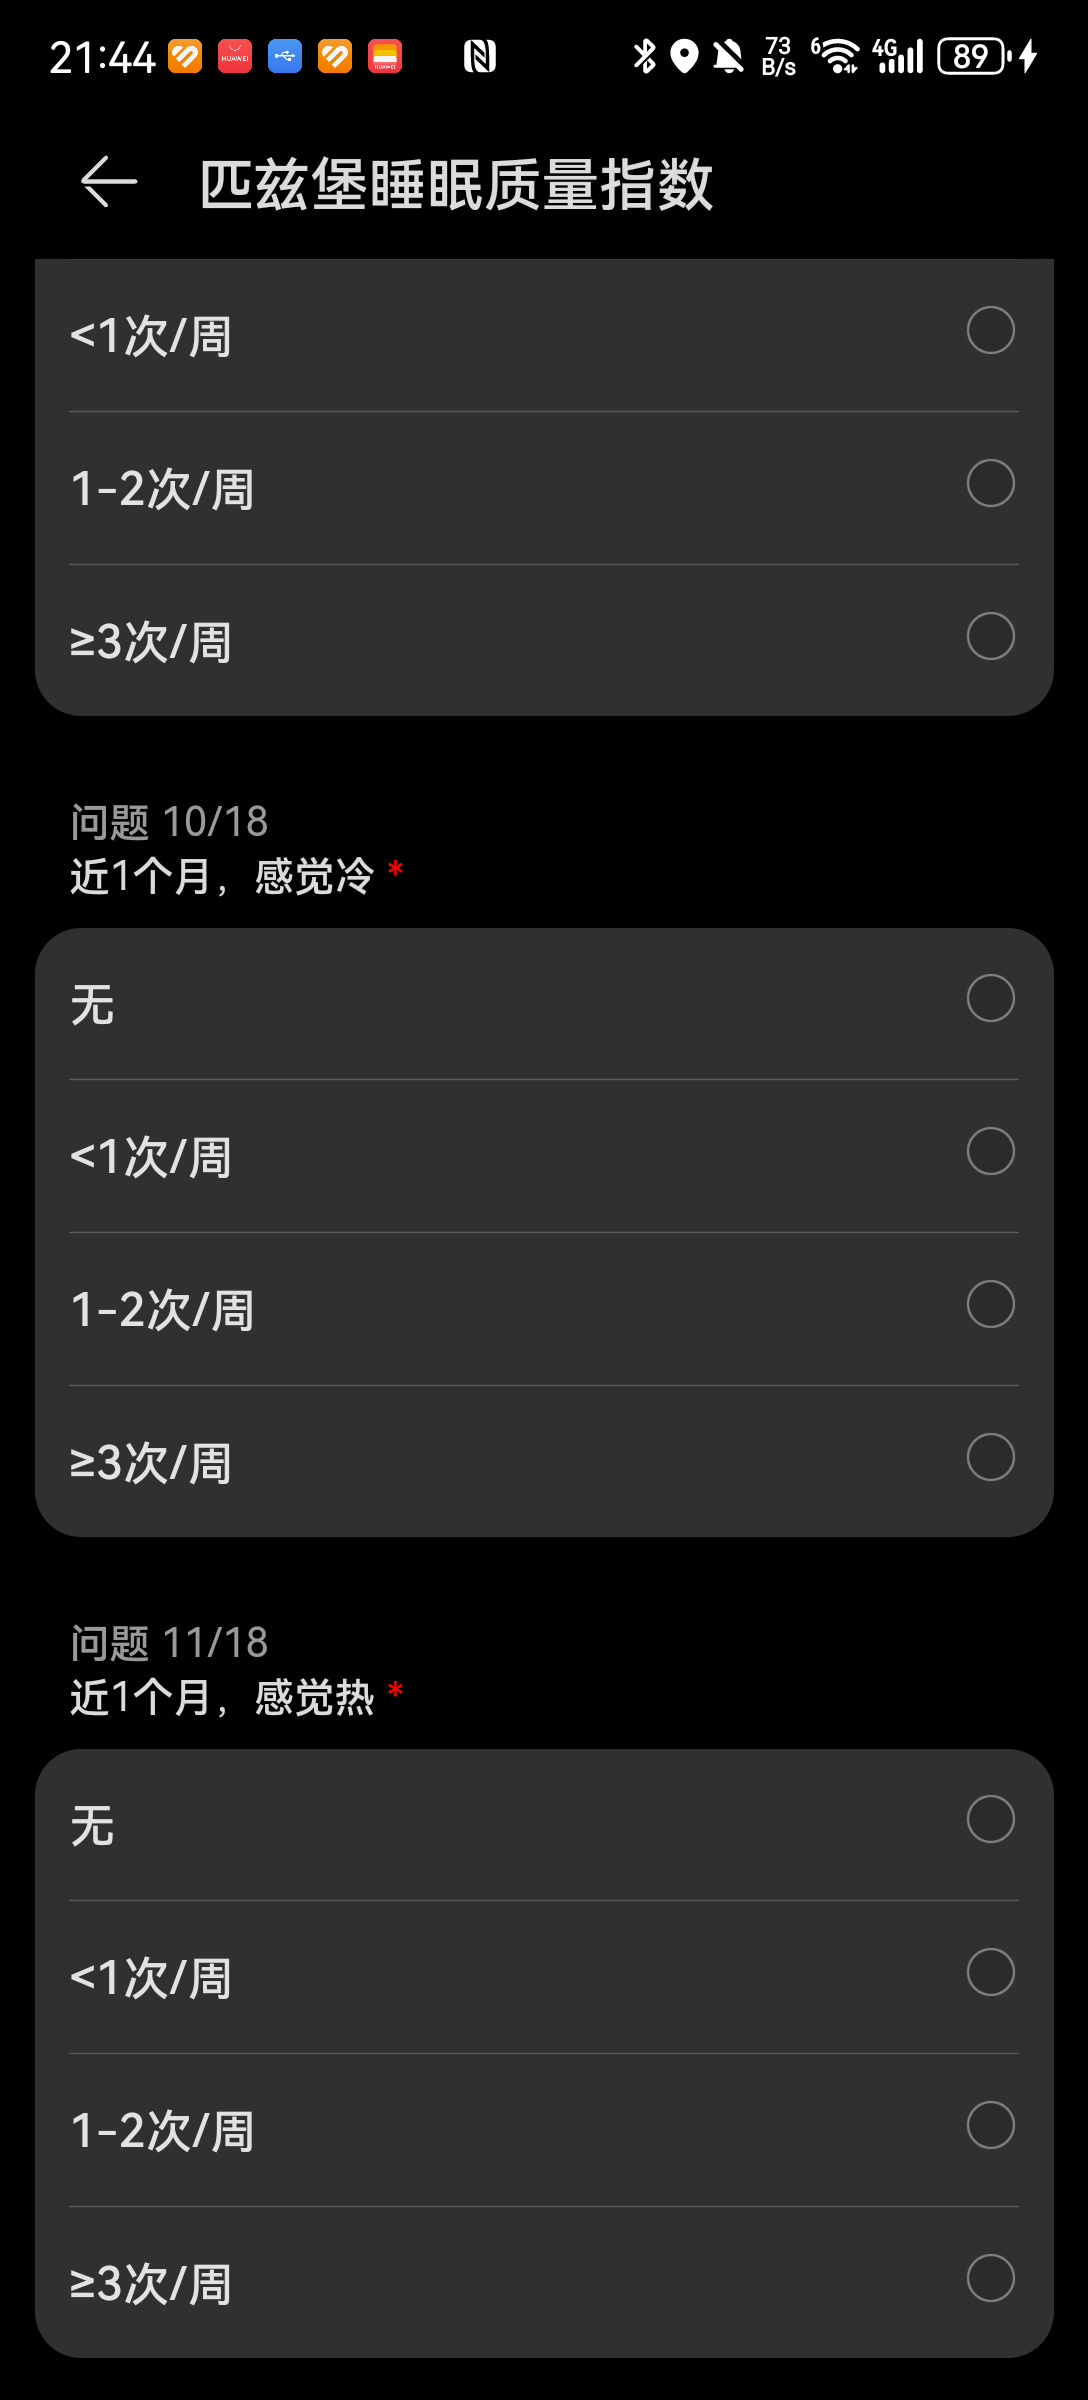 21:44 HUAWEI HUAWEI 73 B/s 6 4G 89
匹兹堡睡眠质量指数
<1次/周
1-2次/周
≥3次/周
问题 10/18
近1个月，感觉冷 *
无
<1次/周
1-2次/周
≥3次/周
问题 11/18
近1个月，感觉热 *
无
<1次/周
1-2次/周
≥3次/周